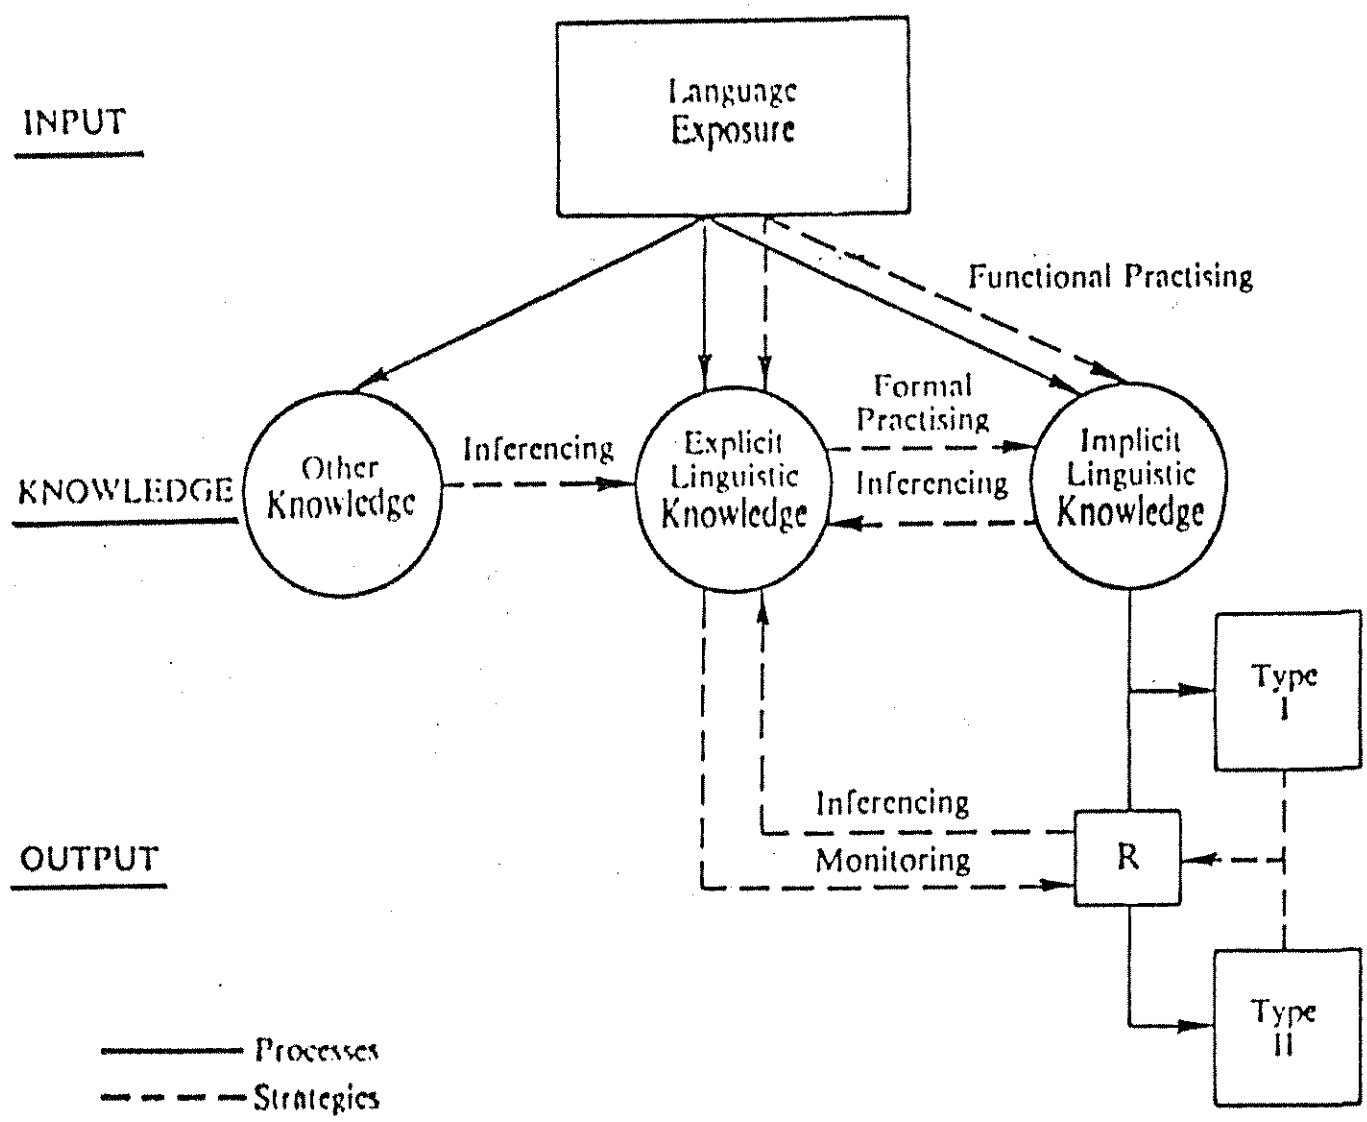 Language
Exposure
INPUT
Functional Practising
Formal
Practising
Inferencing
Other
Knowledge
Explicit
Linguistic
Knowledge
Inferencing
Implicit
Linguistic
Knowledge
KNOWLEDGE
Type
I
Inferencing
Monitoring
R
OUTPUT
Type
II
Processes
Strategies